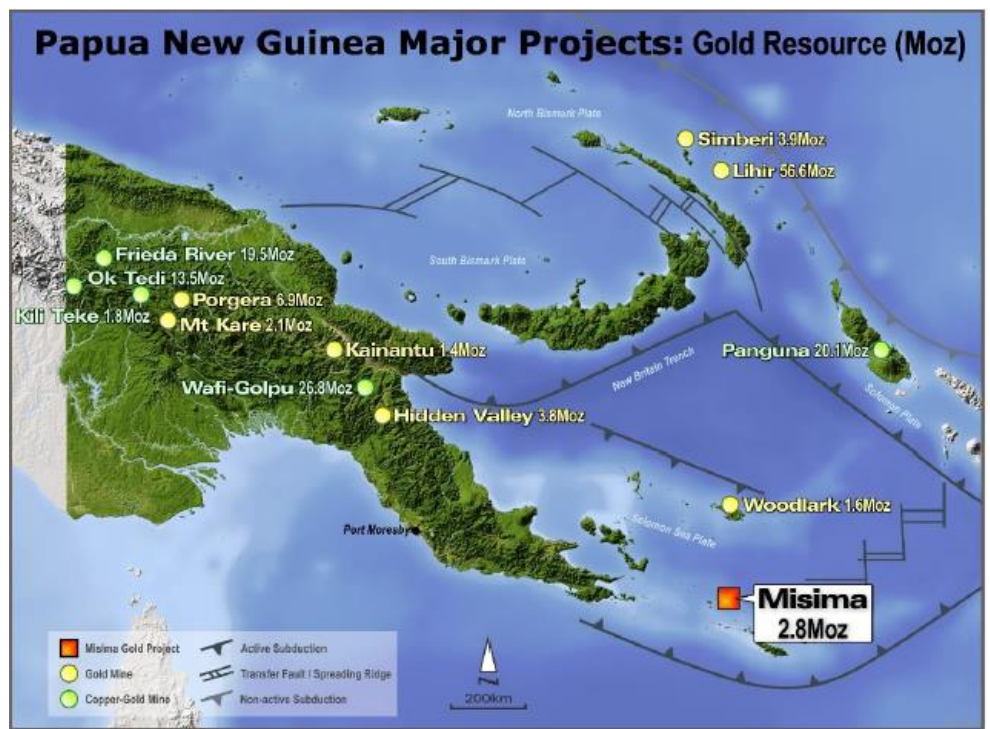 Papua New Guinea Major Projects: Gold Resource (Moz)
North Bismark Plate
Simberi 3.9Moz
Lihir 56.6Moz
Frieda River 19.5Moz
South Bismark Plate
Ok Tedi 13.5Moz
Porgera 6.9Moz
Kili Teke 1.8Moz
Mt Kare 2.1Moz
Kainantu 1.4Moz
Panguna 20.1Moz
New Britain Trench
Wafi-Golpu 26.8Moz
Solomon Plate
Hidden Valley 3.8Moz
Woodlark 1.6Moz
Port Moresby
Solomon Sea Plate
Misima
2.8Moz
Misima Gold Project
Active Subduction
Gold Mine
Transfer Fault / Spreading Ridge
Copper-Gold Mine
Non-active Subduction
N
200km